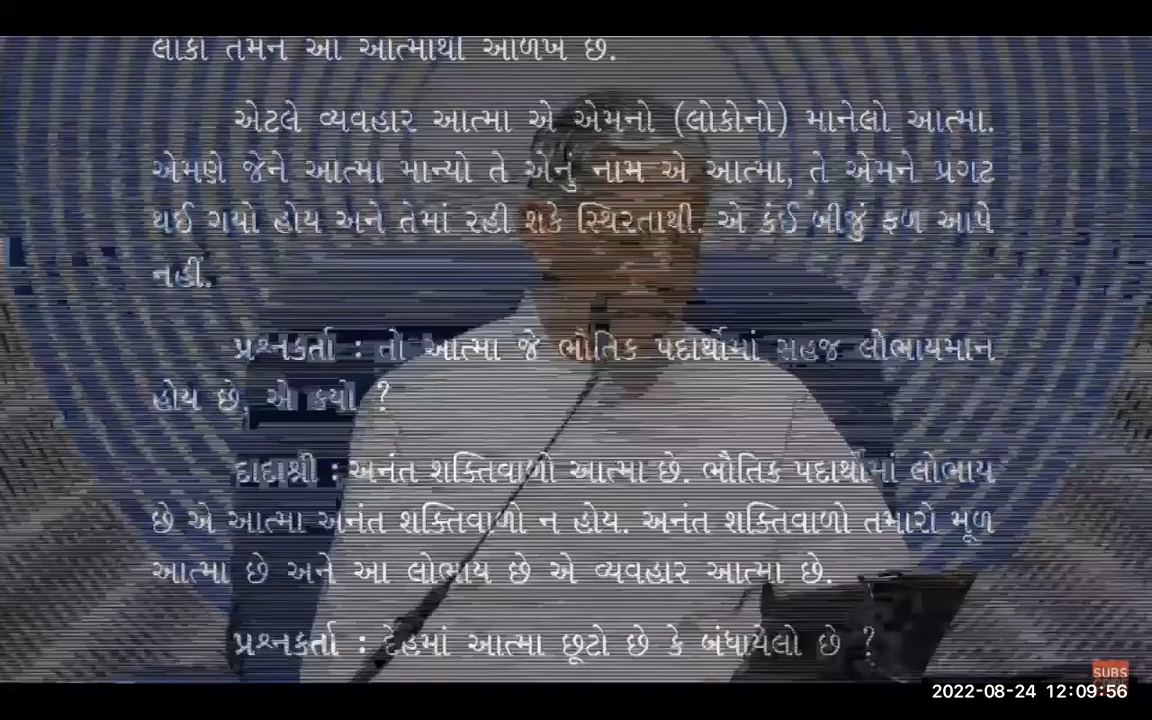 લોકો તમને આ આત્માથી ઓળખે છે.
એટલે વ્યવહાર આત્મા એ એમનો (લોકોનો) માનેલો આત્મા.
એમણે જેને આત્મા માન્યો તે એનું નામ એ આત્મા, તે એમને પ્રગટ
થઈ ગયો હોય અને તેમાં રહી શકે સ્થિરતાથી. એ કંઈ બીજું ફળ આપે
નહીં.
પ્રશ્નકર્તા : તો આત્મા જે ભૌતિક પદાર્થોમાં સહજ લોભાયમાન
હોય છે, એ કયો ?
દાદાશ્રી : અનંત શક્તિવાળો આત્મા છે. ભૌતિક પદાર્થોમાં લોભાય
છે એ આત્મા અનંત શક્તિવાળો ન હોય. અનંત શક્તિવાળો તમારો મૂળ
આત્મા છે અને આ લોભાય છે એ વ્યવહાર આત્મા છે.
પ્રશ્નકર્તા : દેહમાં આત્મા છૂટો છે કે બંધાયેલો છે ?
SUBS
2022-08-24 12:09:56